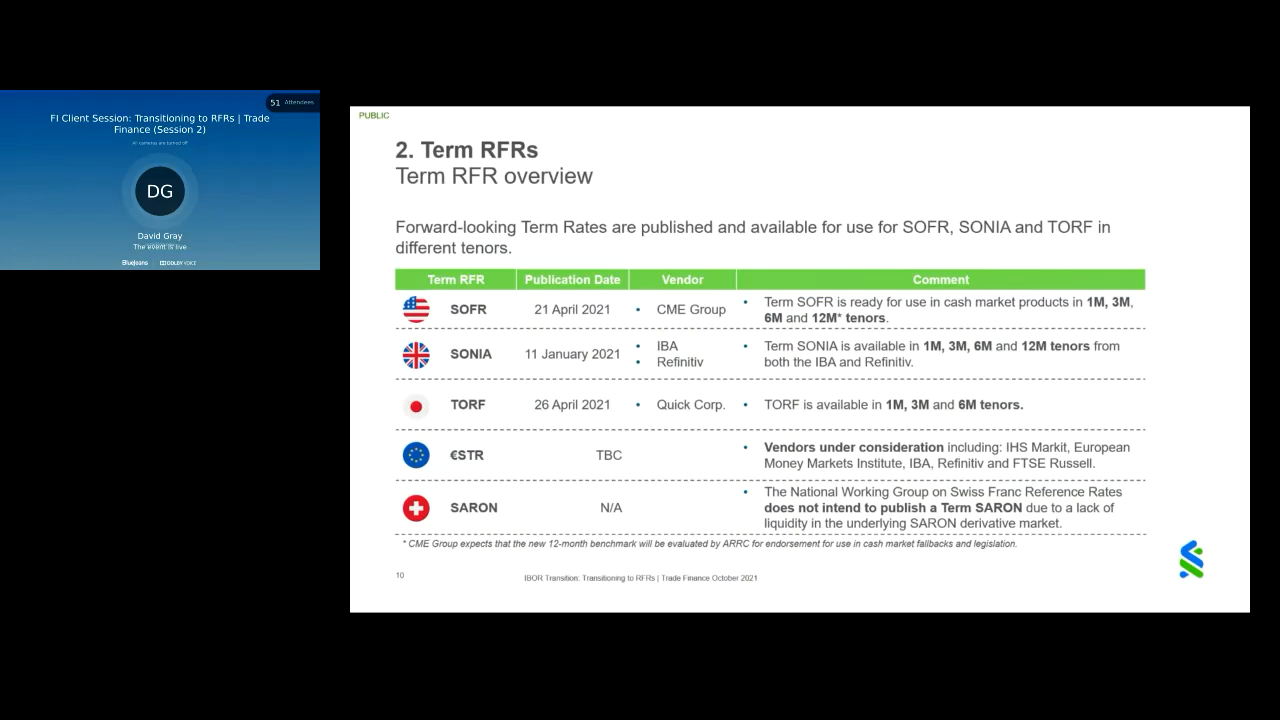 51 Attendees
FI Client Session: Transitioning to RFRs | Trade
Finance (Session 2)
All cameras are turned off
DG
David Gray
The event is live
BlueJeans DOLBY VOICE
PUBLIC
2. Term RFRs
Term RFR overview
Forward-looking Term Rates are published and available for use for SOFR, SONIA and TORF in
different tenors.
Term RFR Publication Date Vendor Comment
SOFR 21 April 2021 • CME Group • Term SOFR is ready for use in cash market products in 1M, 3M,
6M and 12M* tenors.
SONIA 11 January 2021 • IBA • Term SONIA is available in 1M, 3M, 6M and 12M tenors from
• Refinitiv both the IBA and Refinitiv.
TORF 26 April 2021 • Quick Corp. • TORF is available in 1M, 3M and 6M tenors.
€STR TBC • Vendors under consideration including: IHS Markit, European
Money Markets Institute, IBA, Refinitiv and FTSE Russell.
SARON N/A • The National Working Group on Swiss Franc Reference Rates
does not intend to publish a Term SARON due to a lack of
liquidity in the underlying SARON derivative market.
* CME Group expects that the new 12-month benchmark will be evaluated by ARRC for endorsement for use in cash market fallbacks and legislation.
10 IBOR Transition: Transitioning to RFRs | Trade Finance October 2021